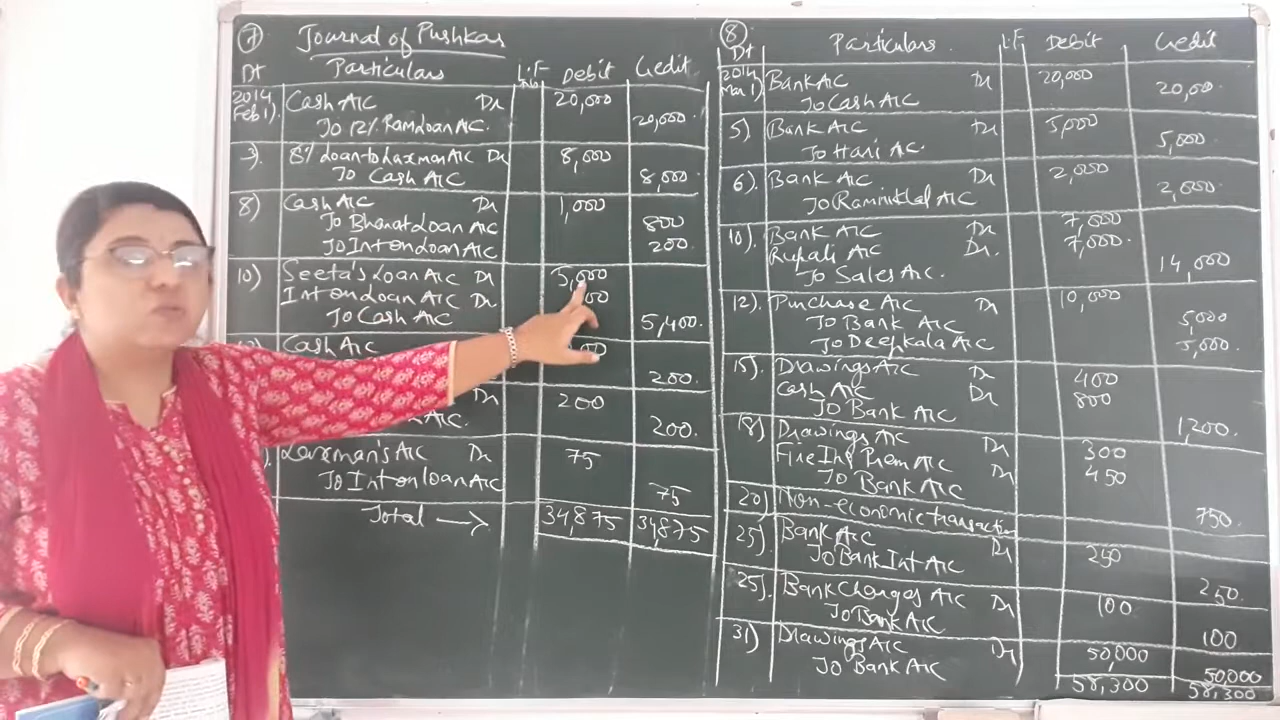 7
Journal of Pushkar
Dt Particulars L.F No. Debit Credit
2014 Feb 1). Cash A/C Dr 20,000
To 12% Ram Loan A/C. 20,000.
3). 8% Loan to Laxman A/C Dr 8,000
To Cash A/C 8,000
8) Cash A/C Dr 1,000
To Bharat Loan A/C 800
To Int on Loan A/C 200.
10) Seeta's Loan A/C Dr 5,000
Int on Loan A/C Dr 00
To Cash A/C 5,400.
Cash A/C 00
200.
Dr 200
A/C. 200.
Laxman's A/C Dr 75
To Int on Loan A/C 75
Total → 34,875 34,875
8
Dt Particulars. L.F Debit Credit
2014 Mar 1) Bank A/C Dr 20,000
To Cash A/C 20,000.
5). Bank A/C Dr 5,000
To Hari A/C. 5,000.
6). Bank A/C Dr 2,000
To Ramniklal A/C 2,000.
10). Bank A/C Dr 7,000
Rupali A/C Dr. 7,000.
To Sales A/C. 14,000
12). Purchase A/C Dr 10,000
To Bank A/C 5,000
To Deepkala A/C 5,000.
15). Drawings A/C Dr 400
Cash A/C Dr 800
To Bank A/C 1,200.
18) Drawings A/C Dr 300
Fire Ins Prem A/C Dr 450
To Bank A/C 750
20) Non-economic transaction
25). Bank A/C Dr 250
To Bank Int A/C 250.
25). Bank Charges A/C Dr 100
To Bank A/C 100
31) Drawings A/C Dr 50,000
To Bank A/C 50,000
58,300 58,300